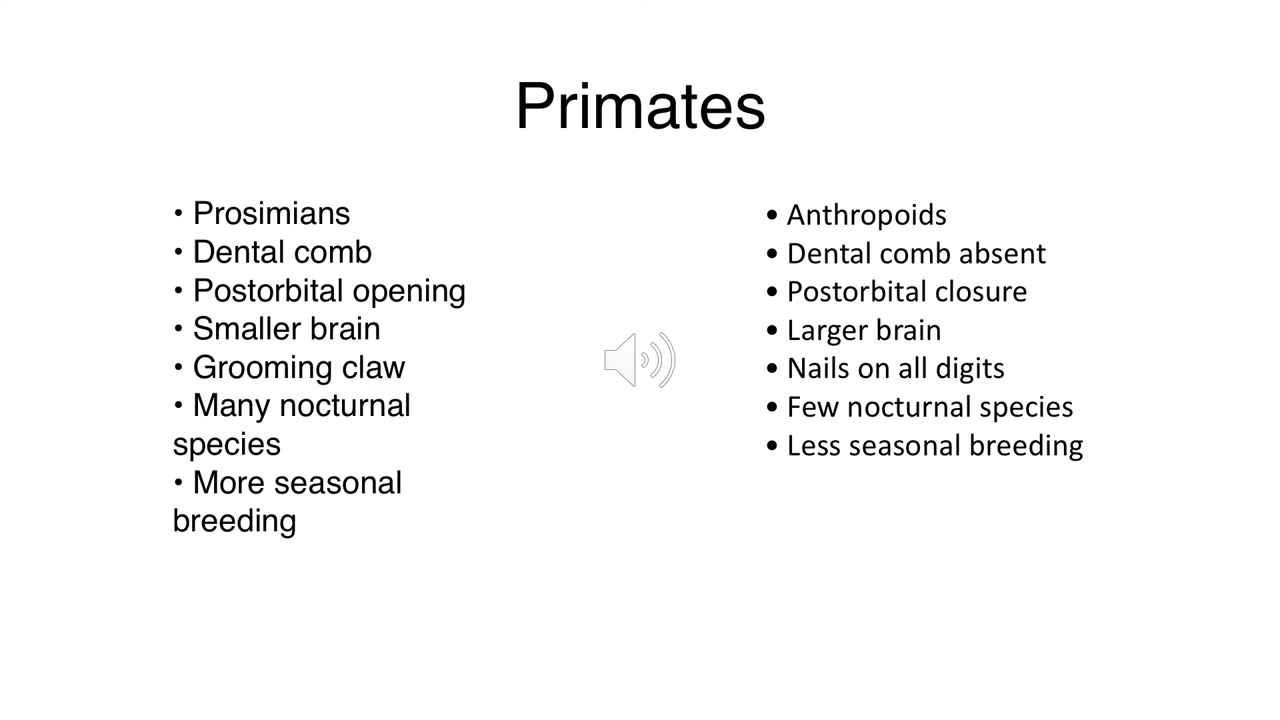 Primates
• Prosimians
• Dental comb
• Postorbital opening
• Smaller brain
• Grooming claw
• Many nocturnal
species
• More seasonal
breeding
• Anthropoids
• Dental comb absent
• Postorbital closure
• Larger brain
• Nails on all digits
• Few nocturnal species
• Less seasonal breeding